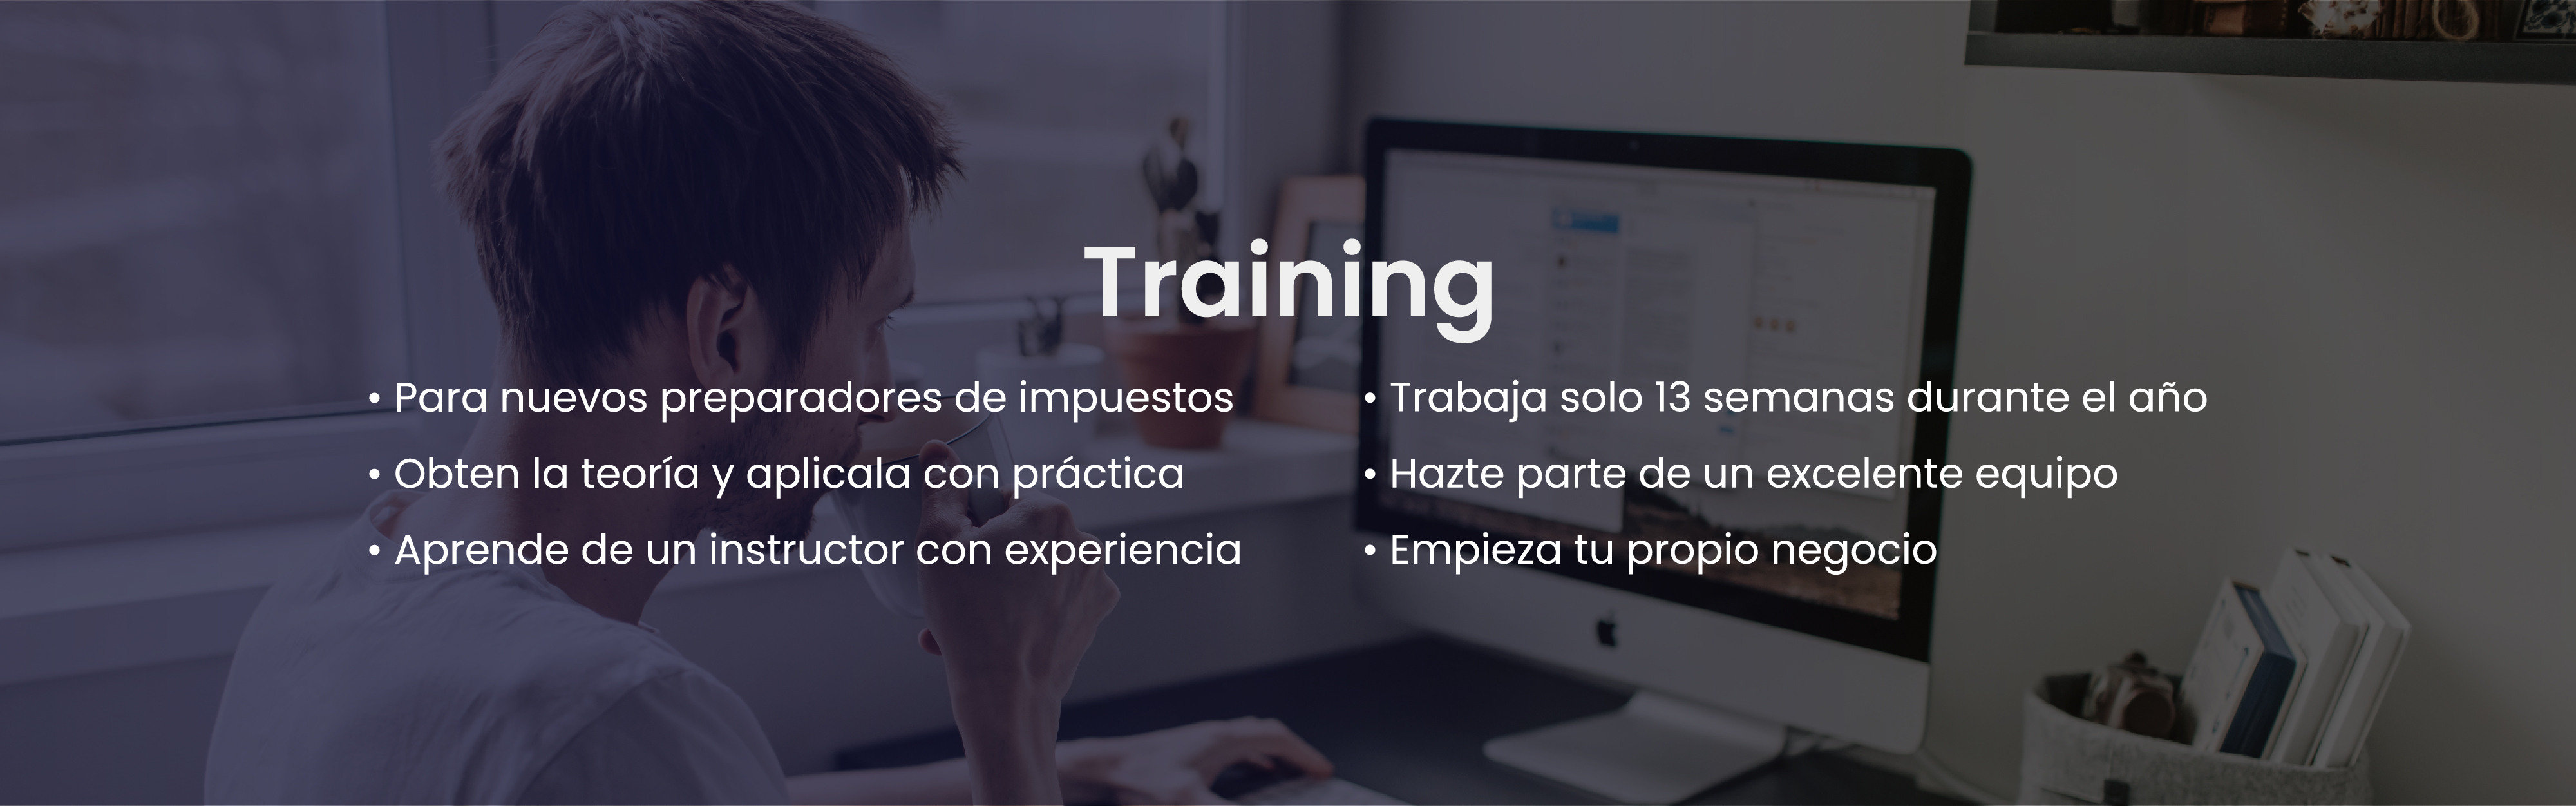 Training
• Para nuevos preparadores de impuestos
• Obten la teoría y aplicala con práctica
• Aprende de un instructor con experiencia
• Trabaja solo 13 semanas durante el año
• Hazte parte de un excelente equipo
• Empieza tu propio negocio